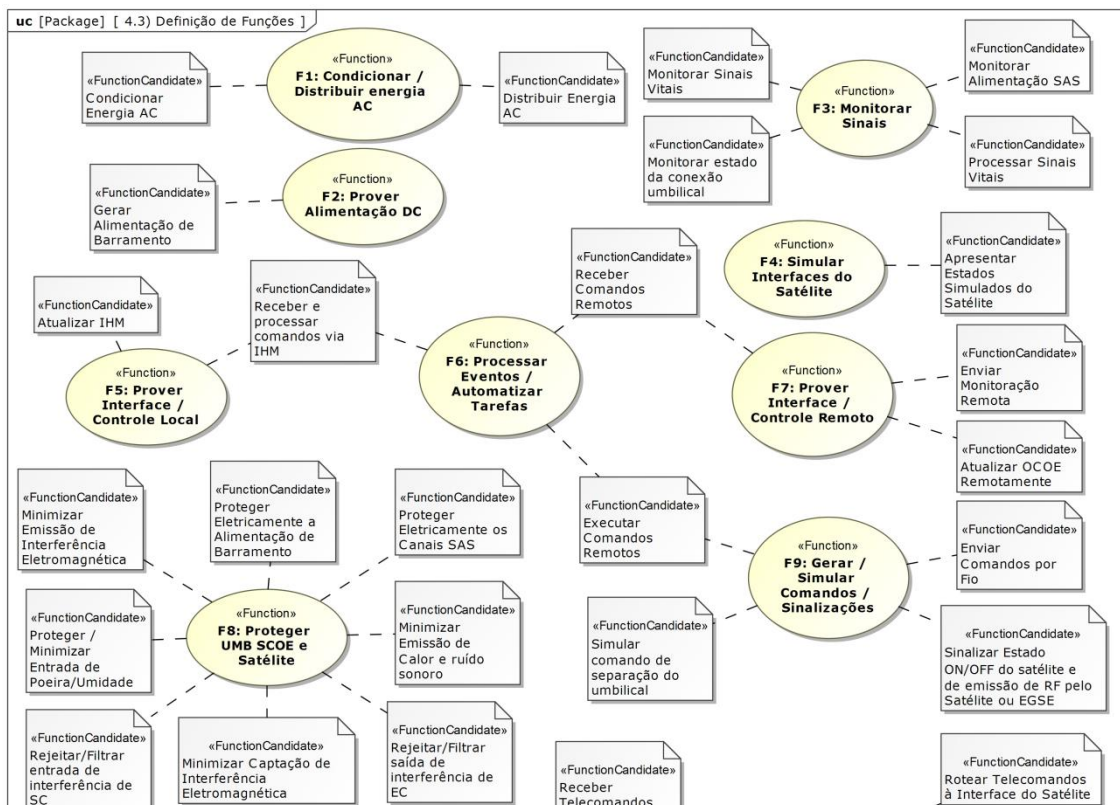 uc [Package] [ 4.3) Definição de Funções ]
«FunctionCandidate»
Condicionar
Energia AC
«Function»
F1: Condicionar /
Distribuir energia
AC
«FunctionCandidate»
Distribuir Energia
AC
«FunctionCandidate»
Monitorar Sinais
Vitais
«FunctionCandidate»
Monitorar
Alimentação SAS
«Function»
F3: Monitorar
Sinais
«FunctionCandidate»
Monitorar estado
da conexão
umbilical
«FunctionCandidate»
Processar Sinais
Vitais
«FunctionCandidate»
Gerar
Alimentação de
Barramento
«Function»
F2: Prover
Alimentação DC
«FunctionCandidate»
Receber
Comandos
Remotos
«Function»
F4: Simular
Interfaces do
Satélite
«FunctionCandidate»
Apresentar
Estados
Simulados do
Satélite
«FunctionCandidate»
Atualizar IHM
«FunctionCandidate»
Receber e
processar
comandos via
IHM
«Function»
F5: Prover
Interface /
Controle Local
«Function»
F6: Processar
Eventos /
Automatizar
Tarefas
«Function»
F7: Prover
Interface /
Controle Remoto
«FunctionCandidate»
Enviar
Monitoração
Remota
«FunctionCandidate»
Atualizar OCOE
Remotamente
«FunctionCandidate»
Minimizar
Emissão de
Interferência
Eletromagnética
«FunctionCandidate»
Proteger
Eletricamente a
Alimentação de
Barramento
«FunctionCandidate»
Proteger
Eletricamente os
Canais SAS
«FunctionCandidate»
Executar
Comandos
Remotos
«Function»
F9: Gerar /
Simular
Comandos /
Sinalizações
«FunctionCandidate»
Enviar
Comandos por
Fio
«FunctionCandidate»
Proteger /
Minimizar
Entrada de
Poeira/Umidade
«Function»
F8: Proteger
UMB SCOE e
Satélite
«FunctionCandidate»
Minimizar
Emissão de
Calor e ruído
sonoro
«FunctionCandidate»
Simular
comando de
separação do
umbilical
«FunctionCandidate»
Sinalizar Estado
ON/OFF do satélite e
de emissão de RF pelo
Satélite ou EGSE
«FunctionCandidate»
Rejeitar/Filtrar
entrada de
interferência de
SC
«FunctionCandidate»
Minimizar Captação de
Interferência
Eletromagnética
«FunctionCandidate»
Rejeitar/Filtrar
saída de
interferência de
EC
«FunctionCandidate»
Receber
Telecomandos
«FunctionCandidate»
Rotear Telecomandos
à Interface do Satélite